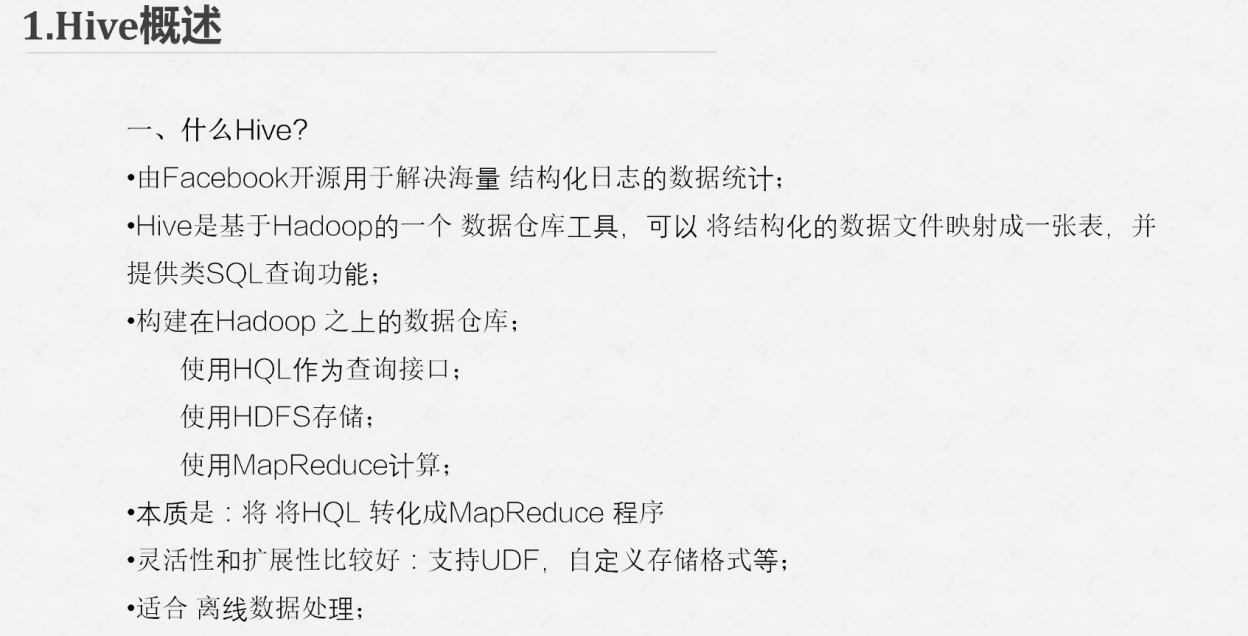 1.Hive概述
一、什么Hive?
•由Facebook开源用于解决海量 结构化日志的数据统计；
•Hive是基于Hadoop的一个 数据仓库工具，可以 将结构化的数据文件映射成一张表，并
提供类SQL查询功能；
•构建在Hadoop 之上的数据仓库；
使用HQL作为查询接口；
使用HDFS存储；
使用MapReduce计算；
•本质是：将 将HQL 转化成MapReduce 程序
•灵活性和扩展性比较好：支持UDF，自定义存储格式等；
•适合 离线数据处理；